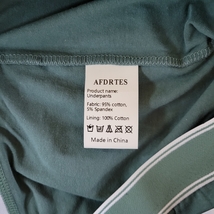 AFDRTES
Product name:
Underpants
Fabric: 95% cotton,
5% Spandex
Lining: 100% Cotton
Made in China